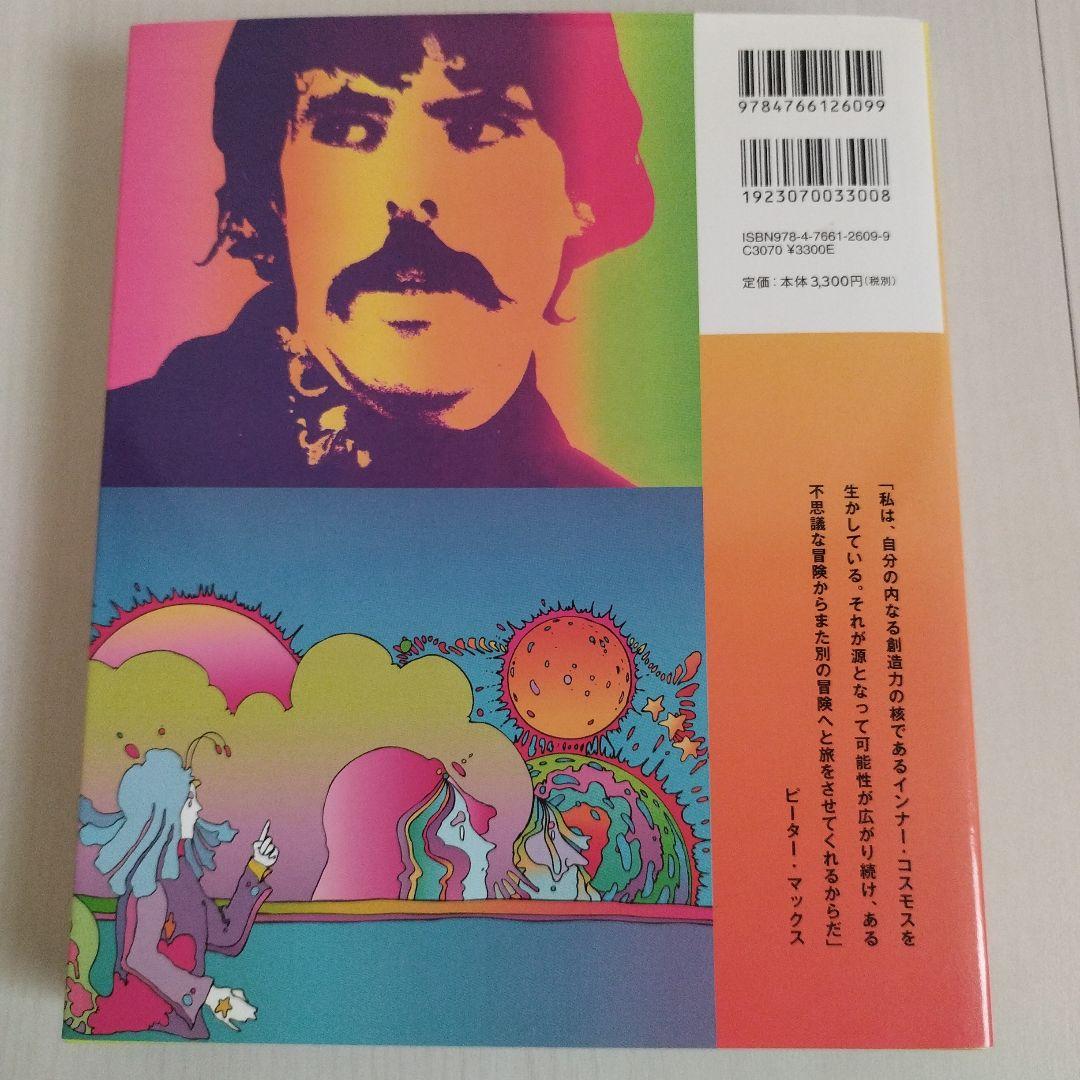 9784766126099
1923070033008
ISBN978-4-7661-2609-9
C3070 ¥3300E
定価：本体3,300円（税別）
「私は、自分の内なる創造力の核であるインナー・コスモスを
生かしている。それが源となって可能性が広がり続け、ある
不思議な冒険からまた別の冒険へと旅をさせてくれるからだ」
ピーター・マックス